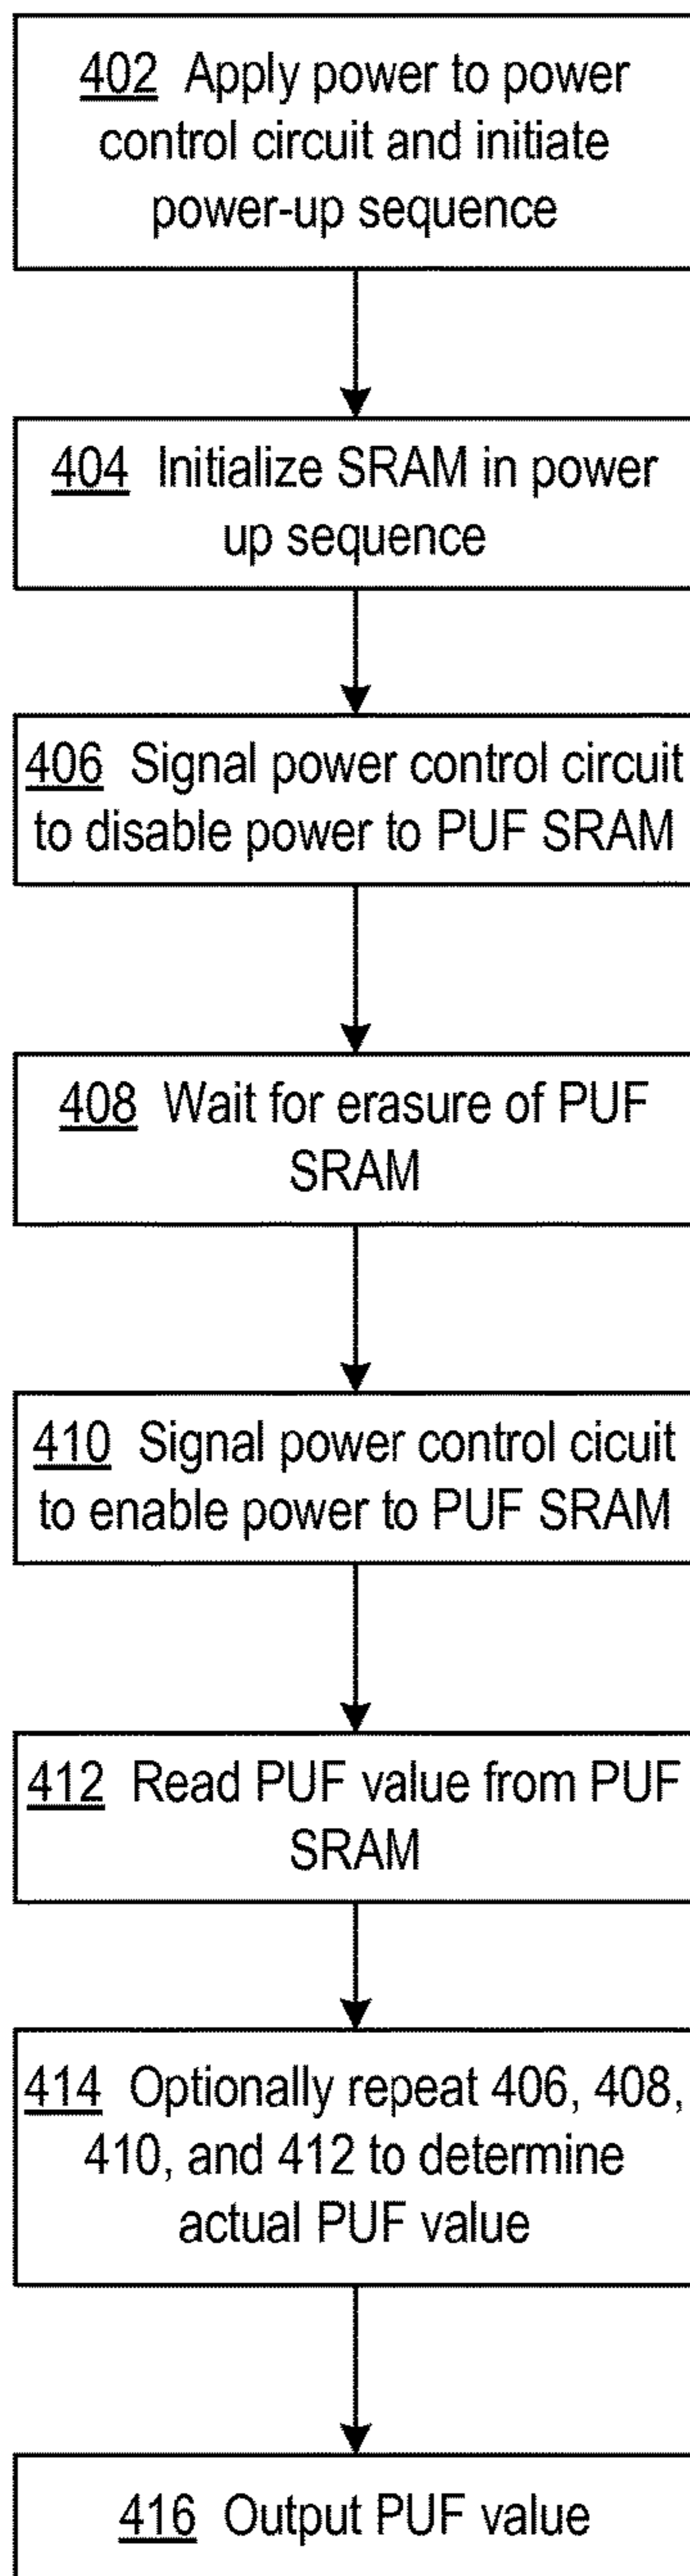 402 Apply power to power
control circuit and initiate
power-up sequence
404 Initialize SRAM in power
up sequence
406 Signal power control circuit
to disable power to PUF SRAM
408 Wait for erasure of PUF
SRAM
410 Signal power control cicuit
to enable power to PUF SRAM
412 Read PUF value from PUF
SRAM
414 Optionally repeat 406, 408,
410, and 412 to determine
actual PUF value
416 Output PUF value